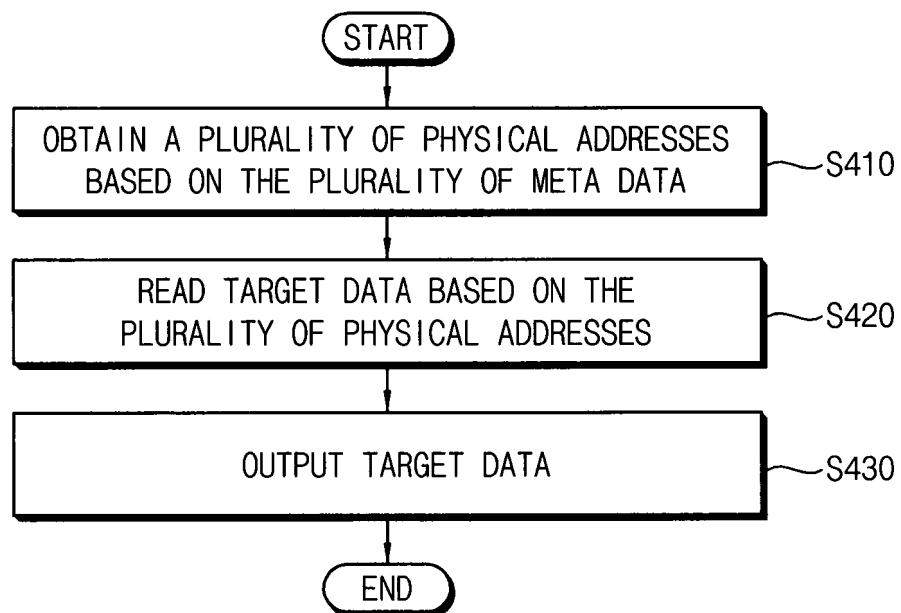 START
OBTAIN A PLURALITY OF PHYSICAL ADDRESSES
BASED ON THE PLURALITY OF META DATA
S410
READ TARGET DATA BASED ON THE
PLURALITY OF PHYSICAL ADDRESSES
S420
OUTPUT TARGET DATA
S430
END